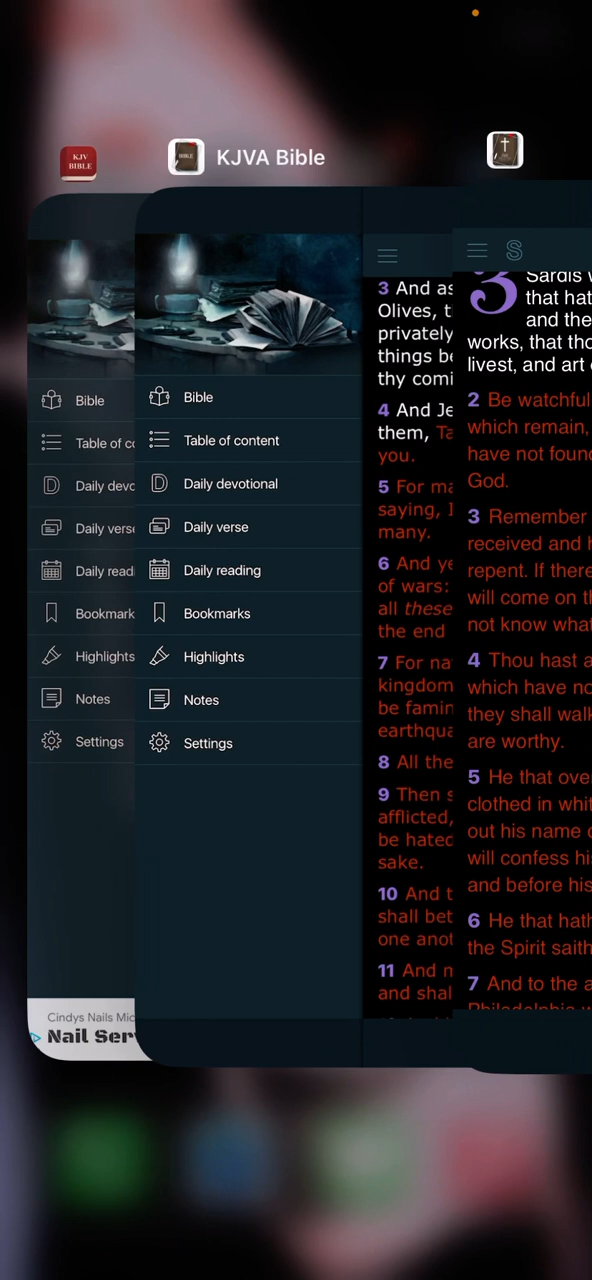 KJV
BIBLE
BIBLE
KJVA Bible
Bible
Table of co
Daily devo
Daily verse
Daily readi
Bookmark
Highlights
Notes
Settings
Cindys Nails Mic
Nail Ser
Bible
Table of content
Daily devotional
Daily verse
Daily reading
Bookmarks
Highlights
Notes
Settings
3 And as
Olives, t
privately
things be
thy comi
4 And Je
them, Ta
you.
5 For ma
saying, I
many.
6 And ye
of wars:
all these
the end
7 For na
kingdom
be famin
earthqua
8 All the
9 Then s
afflicted,
be hated
sake.
10 And t
shall bet
one anot
11 And m
and shal
S
3 Sardis w
that hat
and the
works, that tho
livest, and art
2 Be watchful
which remain,
have not found
God.
3 Remember
received and h
repent. If there
will come on th
not know what
4 Thou hast a
which have no
they shall walk
are worthy.
5 He that over
clothed in whit
out his name o
will confess his
and before his
6 He that hath
the Spirit saith
7 And to the a
Philadelphia w